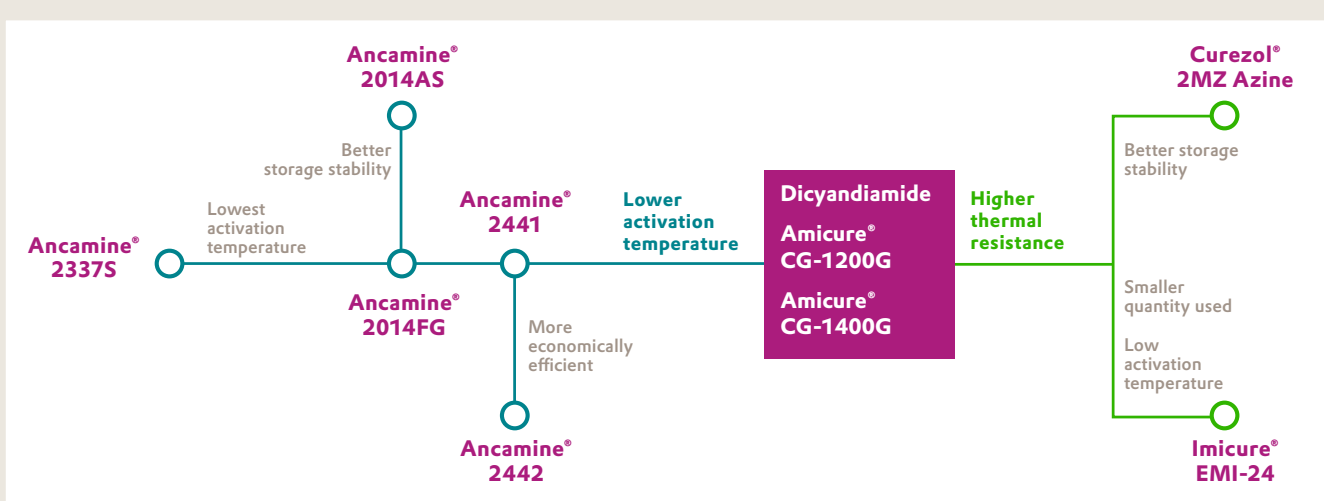 Ancamine®
2014AS
Curezol®
2MZ Azine
Better
storage stability
Better storage
stability
Ancamine®
2337S
Lowest
activation
temperature
Ancamine®
2014FG
Ancamine®
2441
More
economically
efficient
Ancamine®
2442
Lower
activation
temperature
Dicyandiamide
Amicure®
CG-1200G
Amicure®
CG-1400G
Higher
thermal
resistance
Smaller
quantity used
Low
activation
temperature
Imicure®
EMI-24